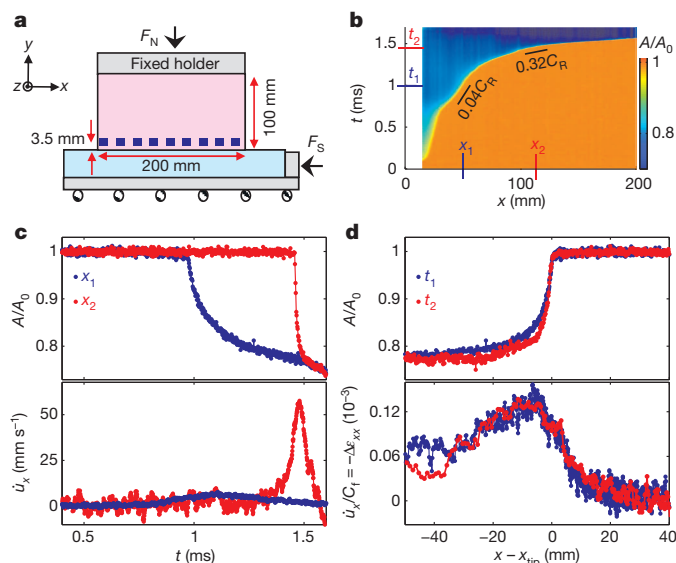 a
F_N
y
z
x
Fixed holder
100 mm
3.5 mm
200 mm
F_S
b
t_2
t_1
t (ms)
1.5
1
0.5
0
0.04C_R
0.32C_R
x_1
x_2
0
100
200
x (mm)
A/A_0
1
0.8
c
A/A_0
1
0.9
0.8
x_1
x_2
u̇_x (mm s⁻¹)
50
25
0
0.5
1
1.5
t (ms)
d
A/A_0
1
0.9
0.8
t_1
t_2
u̇_x/C_f = −Δε_xx (10⁻³)
0.12
0.06
0
−40
−20
0
20
40
x − x_tip (mm)